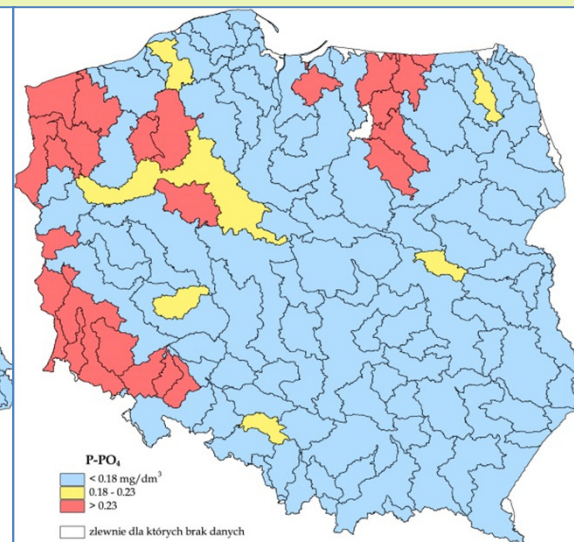 P-PO₄
< 0.18 mg/dm³
0.18 - 0.23
> 0.23
zlewnie dla których brak danych